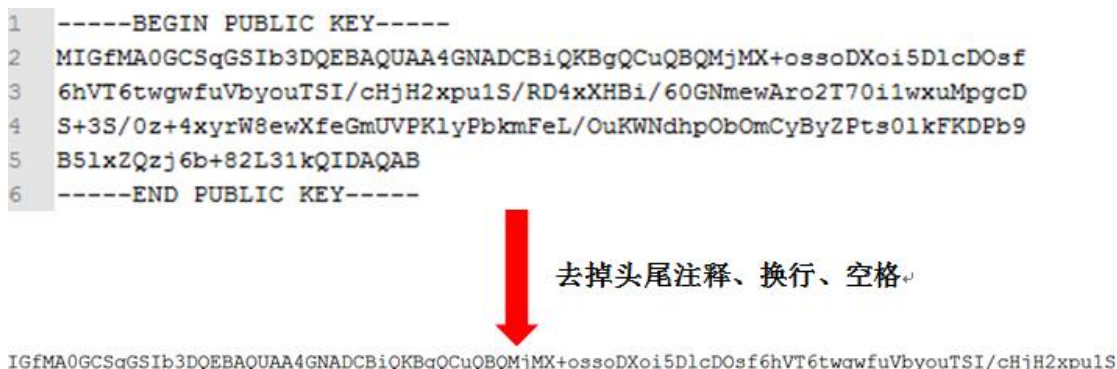 1 -----BEGIN PUBLIC KEY-----
2 MIGfMA0GCSqGSIb3DQEBAQUAA4GNADCBiQKBgQCuQBQMjMX+ossoDXoi5DlcDOsf
3 6hVT6twgwfuVbyouTSI/cHjH2xpu1S/RD4xXHBi/60GNmewAro2T70i1wxuMpgcD
4 S+3S/0z+4xyrW8ewXfeGmUVPKlyPbkmFeL/OuKWNdhpObOmCyByZPts0lkFKDPb9
5 B5lxZQzj6b+82L31kQIDAQAB
6 -----END PUBLIC KEY-----
去掉头尾注释、换行、空格
IGfMA0GCSqGSIb3DQEBAQUAA4GNADCBiQKBgQCuQBQMjMX+ossoDXoi5DlcDOsf6hVT6twgwfuVbyouTSI/cHjH2xpu1S